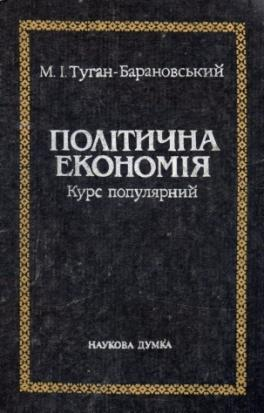 М. І. Туган-Барановський
ПОЛІТИЧНА
ЕКОНОМІЯ
Курс популярний
НАУКОВА ДУМКА